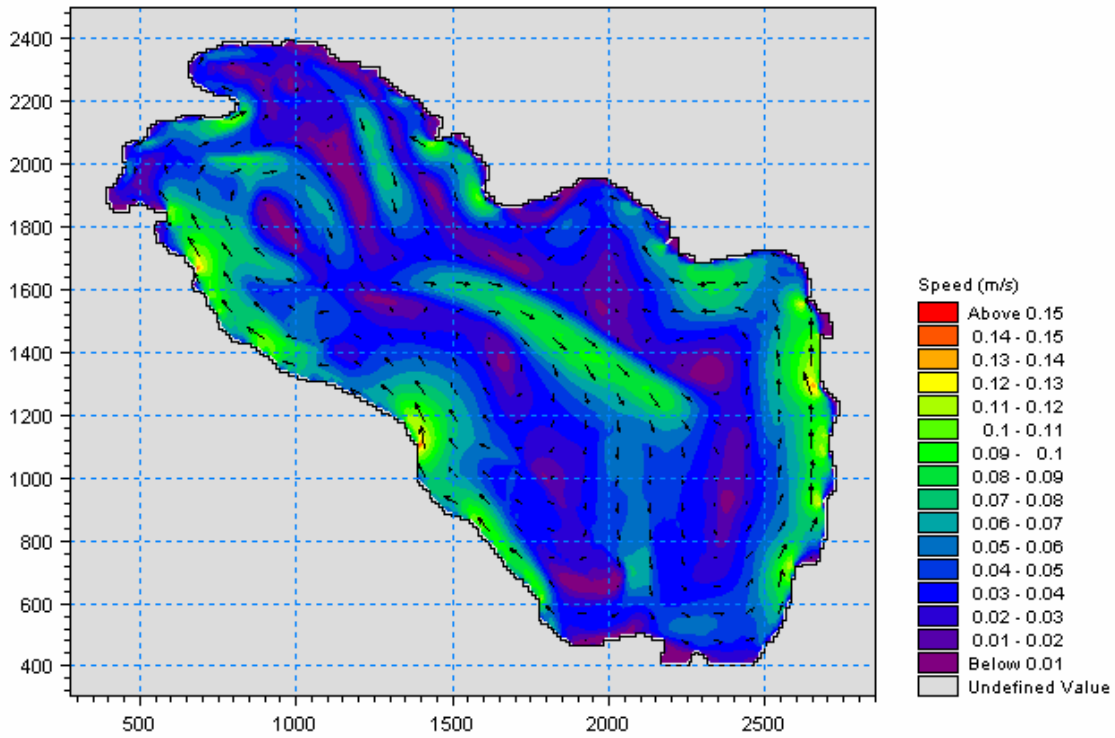 2400
2200
2000
1800
1600
1400
1200
1000
800
600
400
500
1000
1500
2000
2500
Speed (m/s)
Above 0.15
0.14 - 0.15
0.13 - 0.14
0.12 - 0.13
0.11 - 0.12
0.1 - 0.11
0.09 - 0.1
0.08 - 0.09
0.07 - 0.08
0.06 - 0.07
0.05 - 0.06
0.04 - 0.05
0.03 - 0.04
0.02 - 0.03
0.01 - 0.02
Below 0.01
Undefined Value